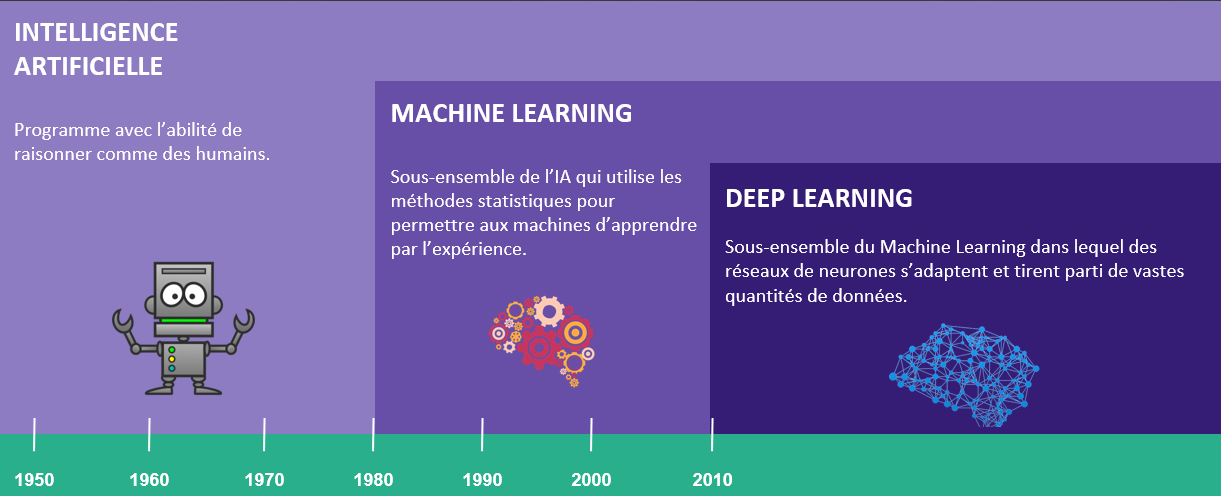 INTELLIGENCE
ARTIFICIELLE
Programme avec l’abilité de
raisonner comme des humains.
MACHINE LEARNING
Sous-ensemble de l’IA qui utilise les
méthodes statistiques pour
permettre aux machines d’apprendre
par l’expérience.
DEEP LEARNING
Sous-ensemble du Machine Learning dans lequel des
réseaux de neurones s’adaptent et tirent parti de vastes
quantités de données.
1950 1960 1970 1980 1990 2000 2010